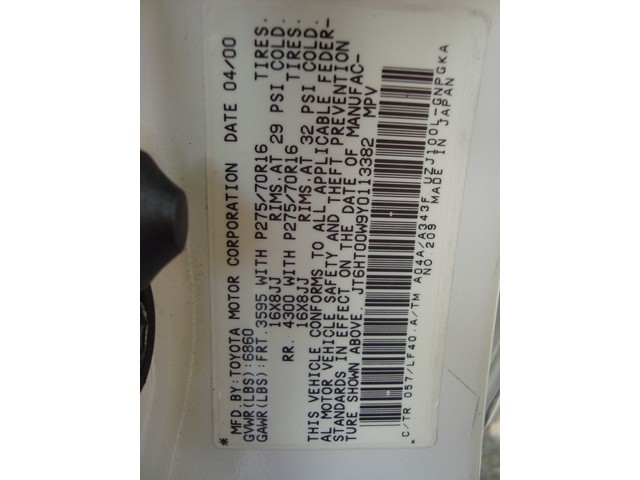 *MFD.BY:TOYOTA MOTOR CORPORATION DATE 04/00
GVWR(LBS):6860
GAWR(LBS):FRT.3595 WITH P275/70R16 TIRES.
16X8JJ RIMS.AT 29 PSI COLD.
RR. 4300 WITH P275/70R16 TIRES.
16X8JJ RIMS.AT 32 PSI COLD.
THIS VEHICLE CONFORMS TO ALL APPLICABLE FEDER-
AL MOTOR VEHICLE SAFETY AND THEFT PREVENTION
STANDARDS IN EFFECT ON THE DATE OF MANUFAC-
TURE SHOWN ABOVE. JT6HT00W9Y0113382 MPV
*
C/TR 057/LF40.A/TM A04A/A343F UZJ100L-GNPGKA
NO.209 MADE IN JAPAN